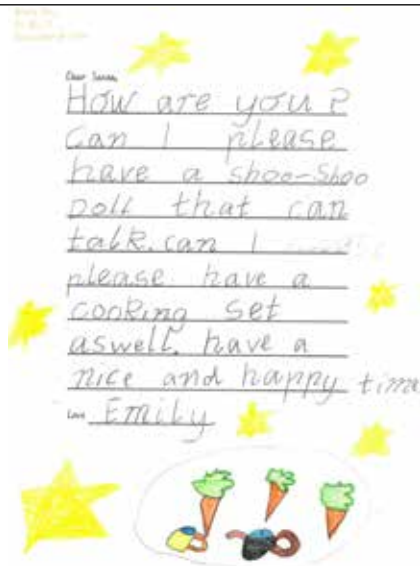 Dear Santa,
How are you?
can I please
have a shoo-shoo
Doll that can
talk. can I
please have a
cooking set
aswell. have a
nice and happy time
Love Emily